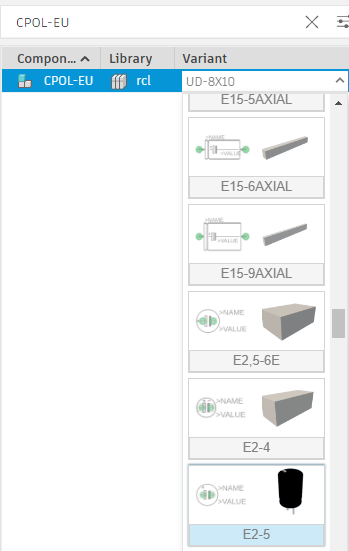 CPOL-EU
Compon... Library Variant
CPOL-EU rcl UD-8X10
E15-5AXIAL
>NAME
>VALUE
E15-6AXIAL
>NAME
>VALUE
E15-9AXIAL
>NAME
>VALUE
E2,5-6E
>NAME
>VALUE
E2-4
>NAME
>VALUE
E2-5